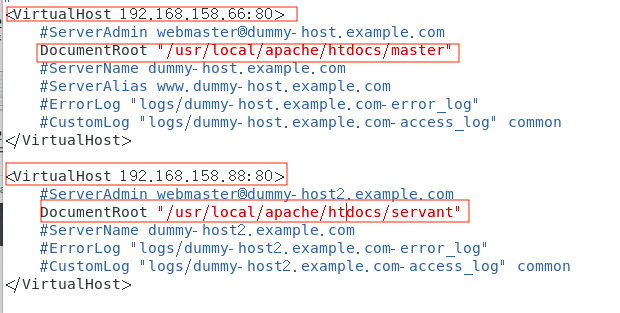 <VirtualHost 192.168.158.66:80>
#ServerAdmin webmaster@dummy-host.example.com
DocumentRoot "/usr/local/apache/htdocs/master"
#ServerName dummy-host.example.com
#ServerAlias www.dummy-host.example.com
#ErrorLog "logs/dummy-host.example.com-error_log"
#CustomLog "logs/dummy-host.example.com-access_log" common
</VirtualHost>
<VirtualHost 192.168.158.88:80>
#ServerAdmin webmaster@dummy-host2.example.com
DocumentRoot "/usr/local/apache/htdocs/servant"
#ServerName dummy-host2.example.com
#ErrorLog "logs/dummy-host2.example.com-error_log"
#CustomLog "logs/dummy-host2.example.com-access_log" common
</VirtualHost>